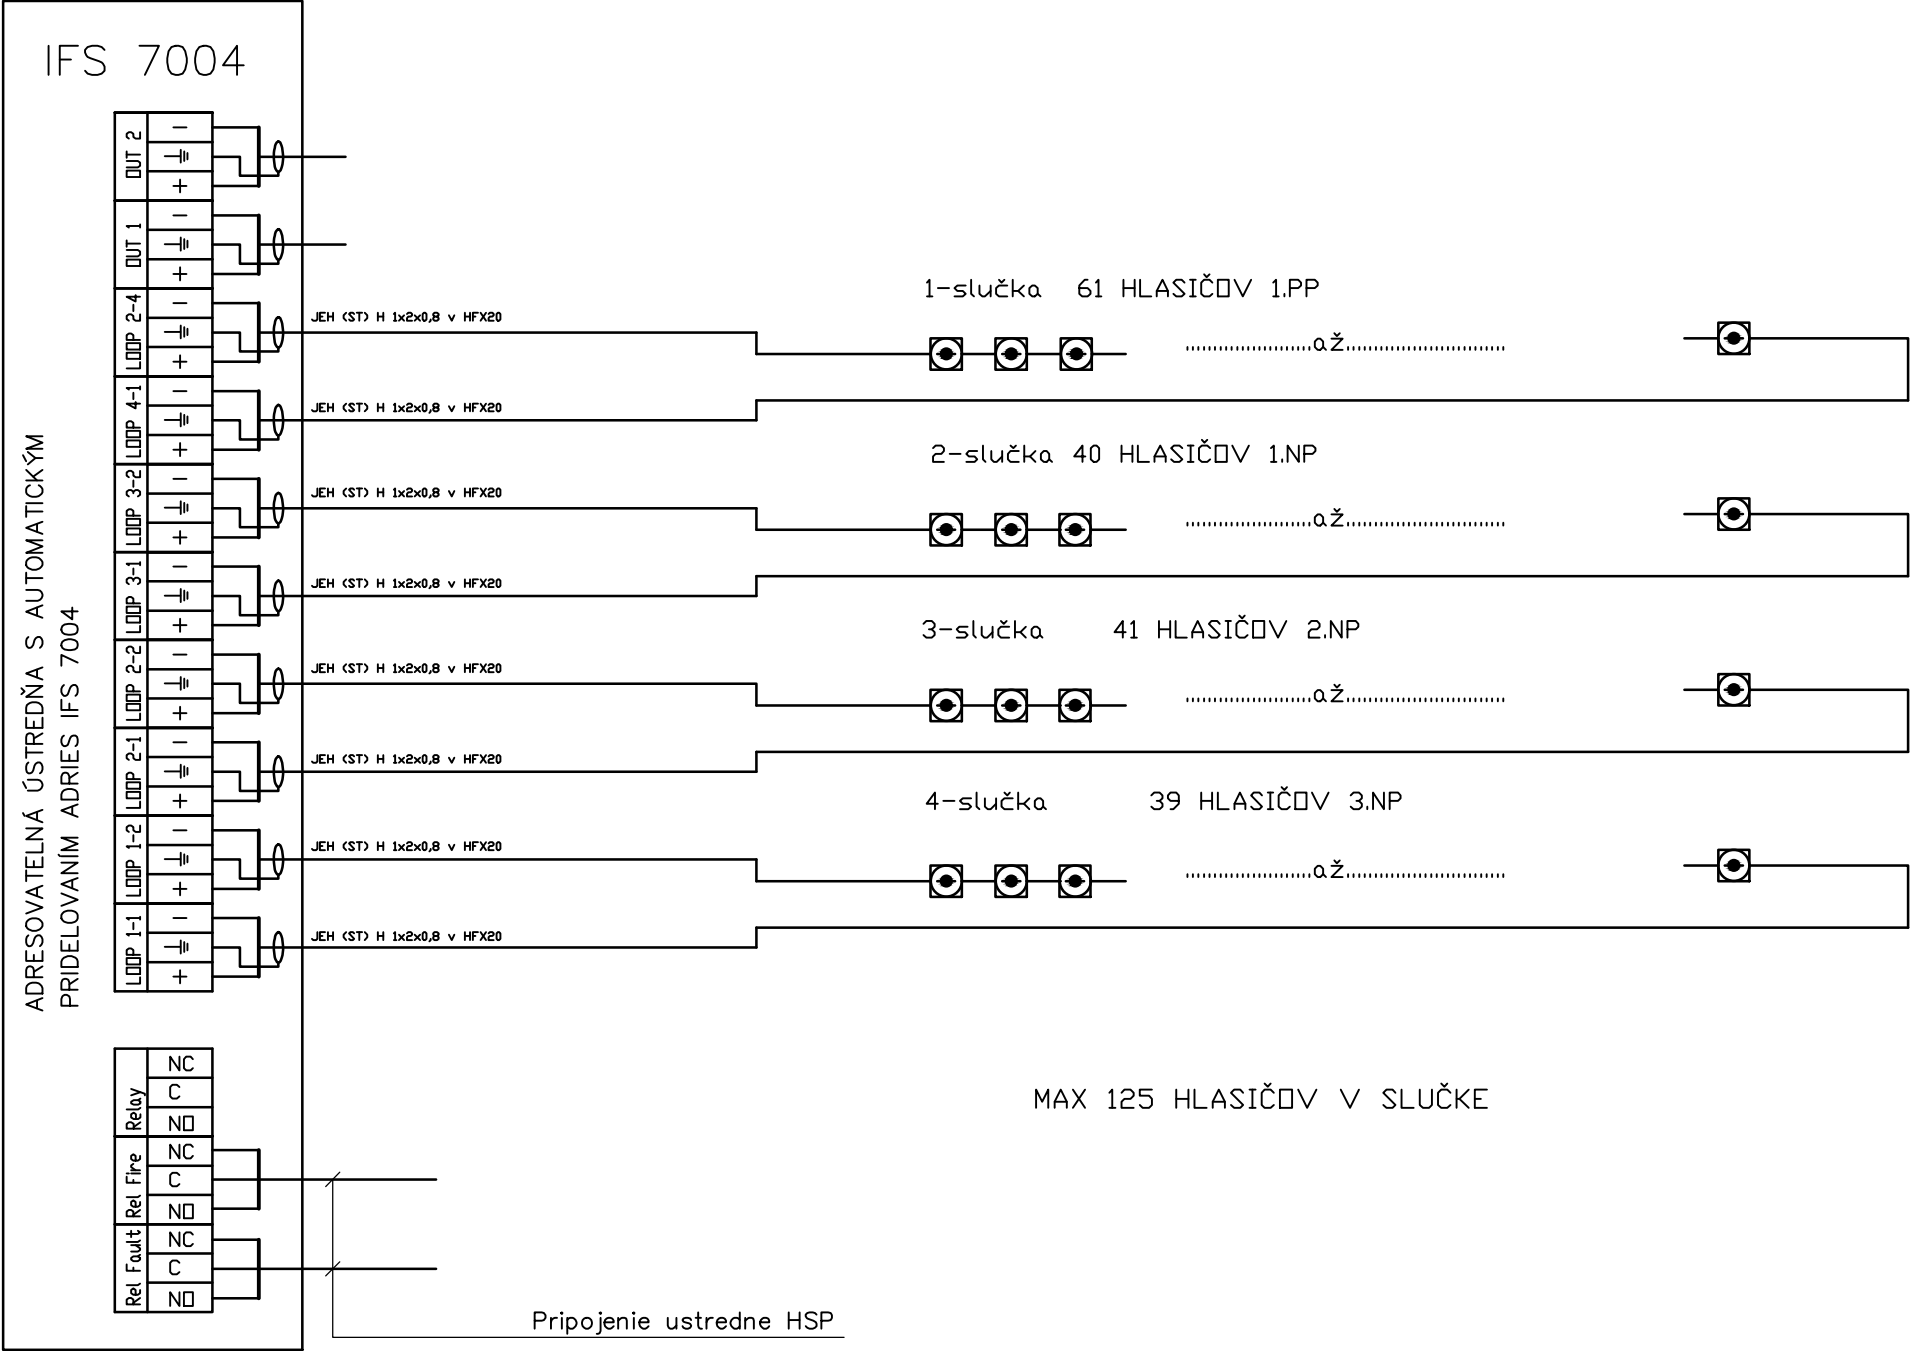 IFS 7004
ADRESOVATELNÁ ÚSTREDŇA S AUTOMATICKÝM
PRIDELOVANÍM ADRIES IFS 7004
OUT 2
−
+
OUT 1
−
+
LOOP 2-4
−
+
JEH (ST) H 1x2x0,8 v HFX20
1-slučka 61 HLASIČOV 1.PP
........................až..............................
LOOP 4-1
−
+
JEH (ST) H 1x2x0,8 v HFX20
LOOP 3-2
−
+
JEH (ST) H 1x2x0,8 v HFX20
2-slučka 40 HLASIČOV 1.NP
........................až..............................
LOOP 3-1
−
+
JEH (ST) H 1x2x0,8 v HFX20
LOOP 2-2
−
+
JEH (ST) H 1x2x0,8 v HFX20
3-slučka 41 HLASIČOV 2.NP
........................až..............................
LOOP 2-1
−
+
JEH (ST) H 1x2x0,8 v HFX20
LOOP 1-2
−
+
JEH (ST) H 1x2x0,8 v HFX20
4-slučka 39 HLASIČOV 3.NP
........................až..............................
LOOP 1-1
−
+
JEH (ST) H 1x2x0,8 v HFX20
MAX 125 HLASIČOV V SLUČKE
Relay
NC
C
NO
Rel Fire
NC
C
NO
Rel Fault
NC
C
NO
Pripojenie ustredne HSP